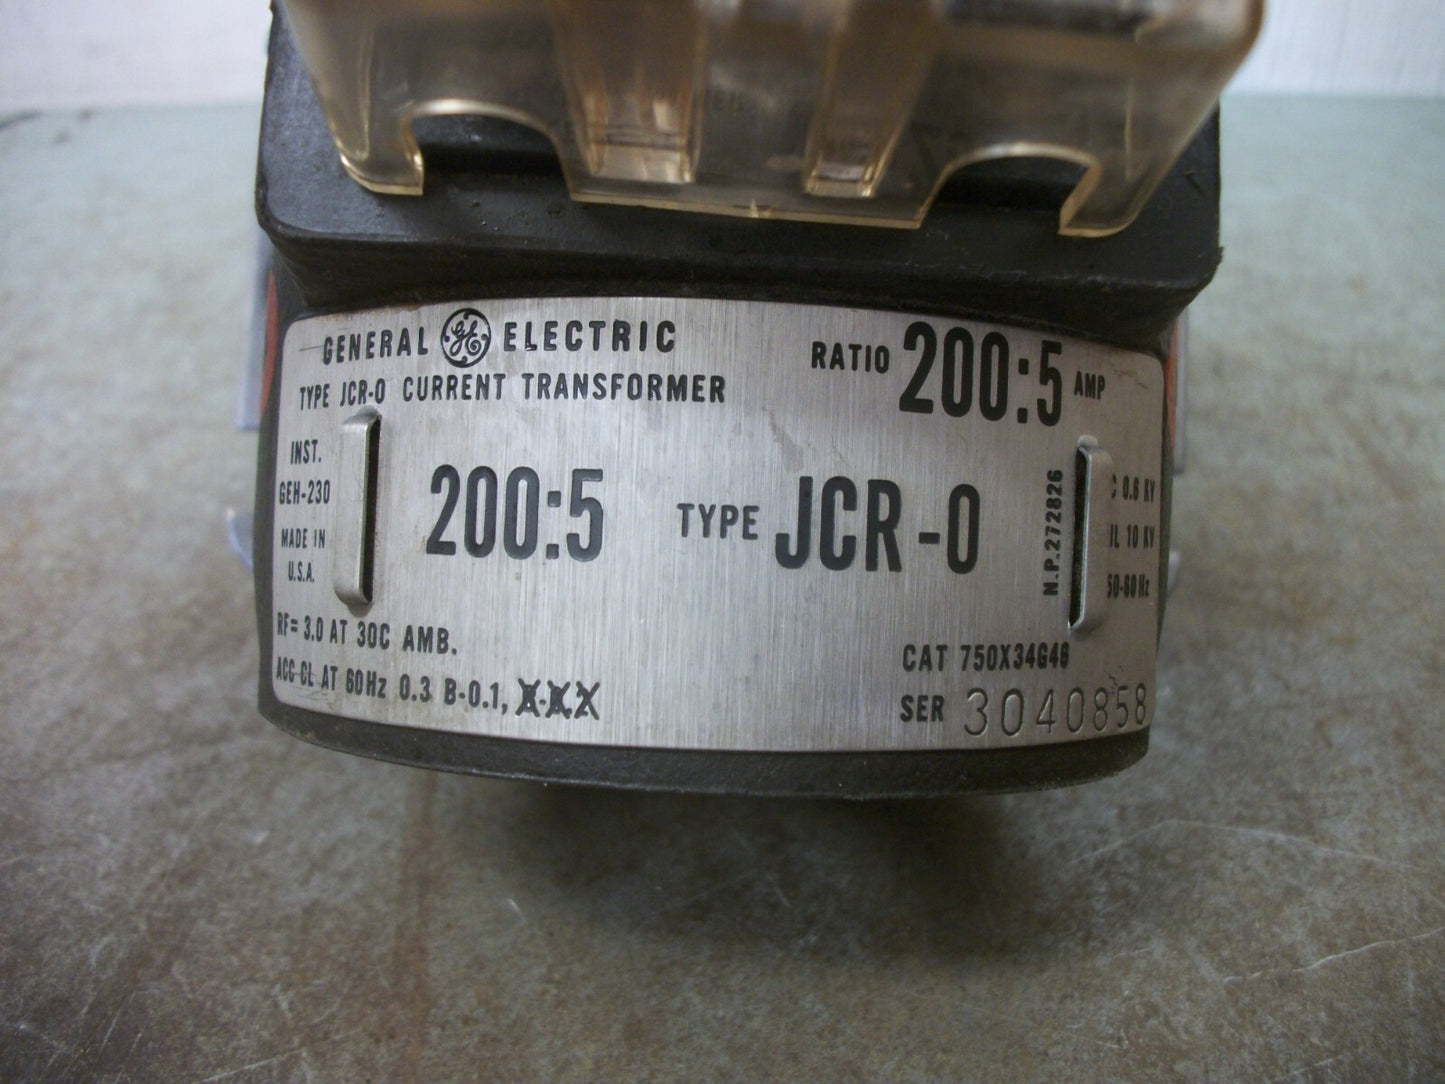 GENERAL GE ELECTRIC
TYPE JCR-0 CURRENT TRANSFORMER
RATIO 200:5 AMP
INST.
GEH-230
MADE IN
U.S.A.
200:5 TYPE JCR-0
N.P.272826
0.6 KV
10 KV
50-60Hz
RF= 3.0 AT 30C AMB.
ACC CL AT 60Hz 0.3 B-0.1,
CAT 750X34G46
SER 3040858